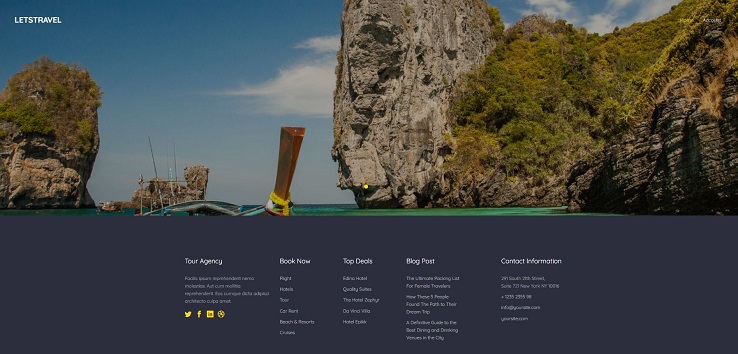 LETSTRAVEL
Home
Account
Tour Agency
Facilis ipsum reprehenderit nemo
molestias. Aut cum mollitia
reprehenderit. Eos cumque dicta adipisci
architecto culpa amet.
Book Now
Flight
Hotels
Tour
Car Rent
Beach & Resorts
Cruises
Top Deals
Edina Hotel
Quality Suites
The Hotel Zephyr
Da Vinci Villa
Hotel Epikk
Blog Post
The Ultimate Packing List
For Female Travelers
How These 5 People
Found The Path to Their
Dream Trip
A Definitive Guide to the
Best Dining and Drinking
Venues in the City
Contact Information
291 South 21th Street,
Suite 721 New York NY 10016
+ 1235 2355 98
info@yoursite.com
yoursite.com